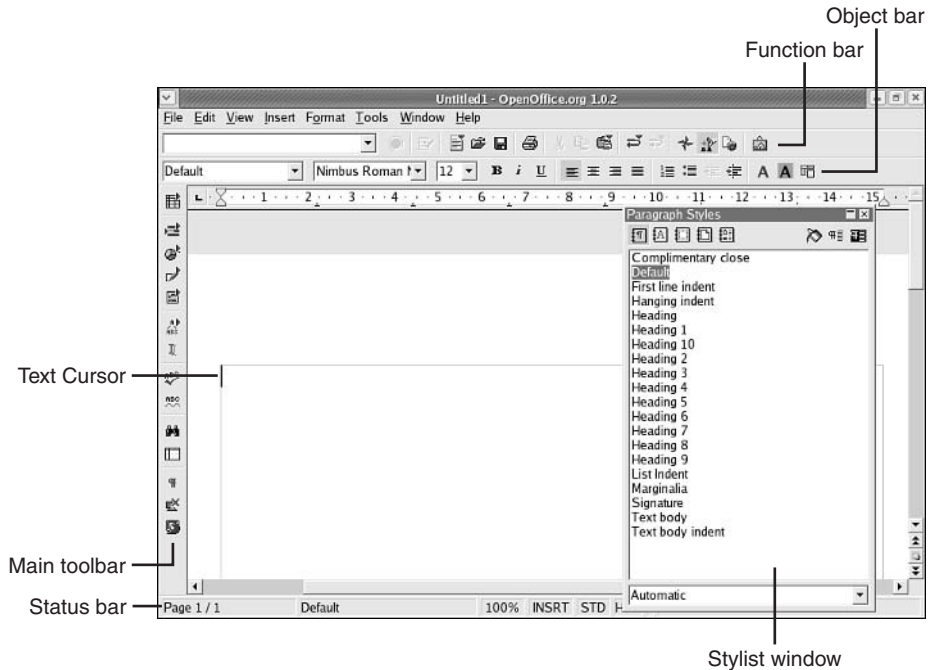 Object bar
Function bar
Untitled1 - OpenOffice.org 1.0.2
File Edit View Insert Format Tools Window Help
Default Nimbus Roman 12 B i U A A
1 2 3 4 5 6 7 8 9 10 11 12 13 14 15
Paragraph Styles
Complimentary close
Default
First line indent
Hanging indent
Heading
Heading 1
Heading 10
Heading 2
Heading 3
Heading 4
Heading 5
Heading 6
Heading 7
Heading 8
Heading 9
List Indent
Marginalia
Signature
Text body
Text body indent
Automatic
Text Cursor
ABC
Main toolbar
Status bar
Page 1 / 1 Default 100% INSRT STD H
Stylist window